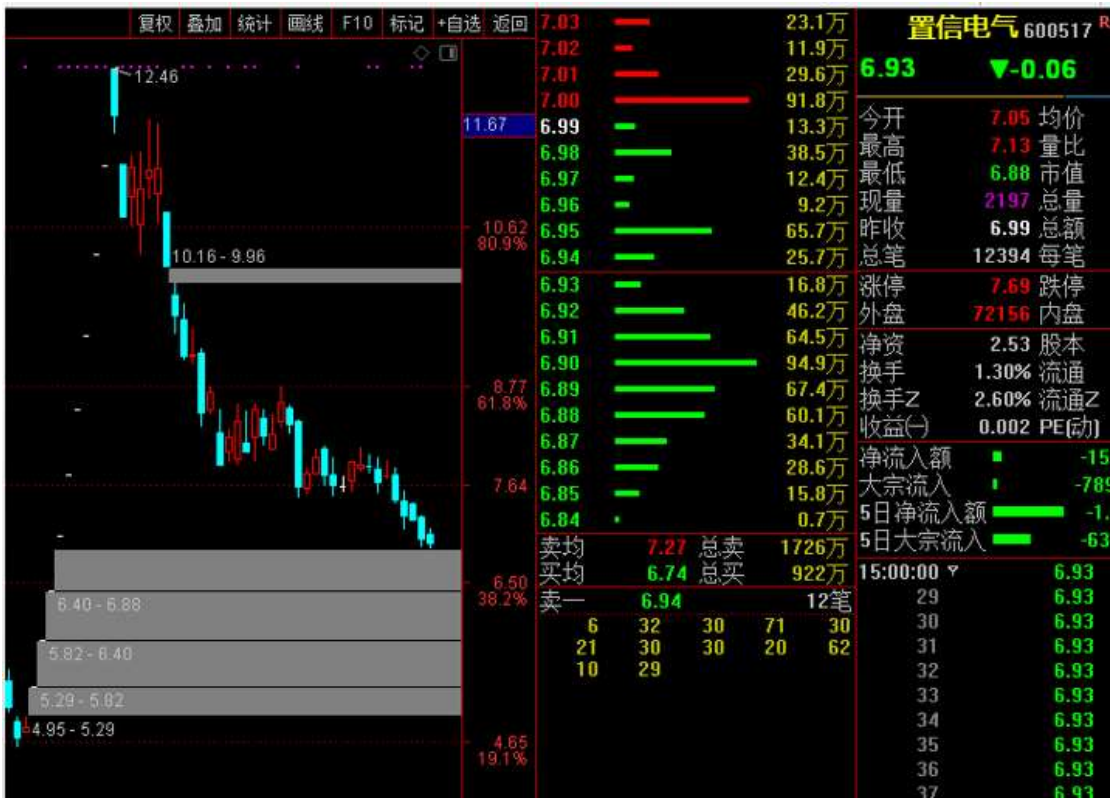 复权 叠加 统计 画线 F10 标记 +自选 返回
12.46
11.67
10.62
80.9%
10.16 - 9.96
8.77
61.8%
7.64
6.50
38.2%
6.40 - 6.88
5.82 - 6.40
5.29 - 5.82
4.95 - 5.29
4.65
19.1%
7.03 23.1万
7.02 11.9万
7.01 29.6万
7.00 91.8万
6.99 13.3万
6.98 38.5万
6.97 12.4万
6.96 9.2万
6.95 65.7万
6.94 25.7万
6.93 16.8万
6.92 46.2万
6.91 64.5万
6.90 94.9万
6.89 67.4万
6.88 60.1万
6.87 34.1万
6.86 28.6万
6.85 15.8万
6.84 0.7万
卖均 7.27 总卖 1726万
买均 6.74 总买 922万
卖一 6.94 12笔
6 32 30 71 30
21 30 30 20 62
10 29
置信电气 600517 R
6.93 ▼-0.06
今开 7.05 均价
最高 7.13 量比
最低 6.88 市值
现量 2197 总量
昨收 6.99 总额
总笔 12394 每笔
涨停 7.69 跌停
外盘 72156 内盘
净资 2.53 股本
换手 1.30% 流通
换手Z 2.60% 流通Z
收益(一) 0.002 PE(动)
净流入额 -15
大宗流入 -789
5日净流入额 -1.
5日大宗流入 -63
15:00:00 6.93
29 6.93
30 6.93
31 6.93
32 6.93
33 6.93
34 6.93
35 6.93
36 6.93
37 6.93